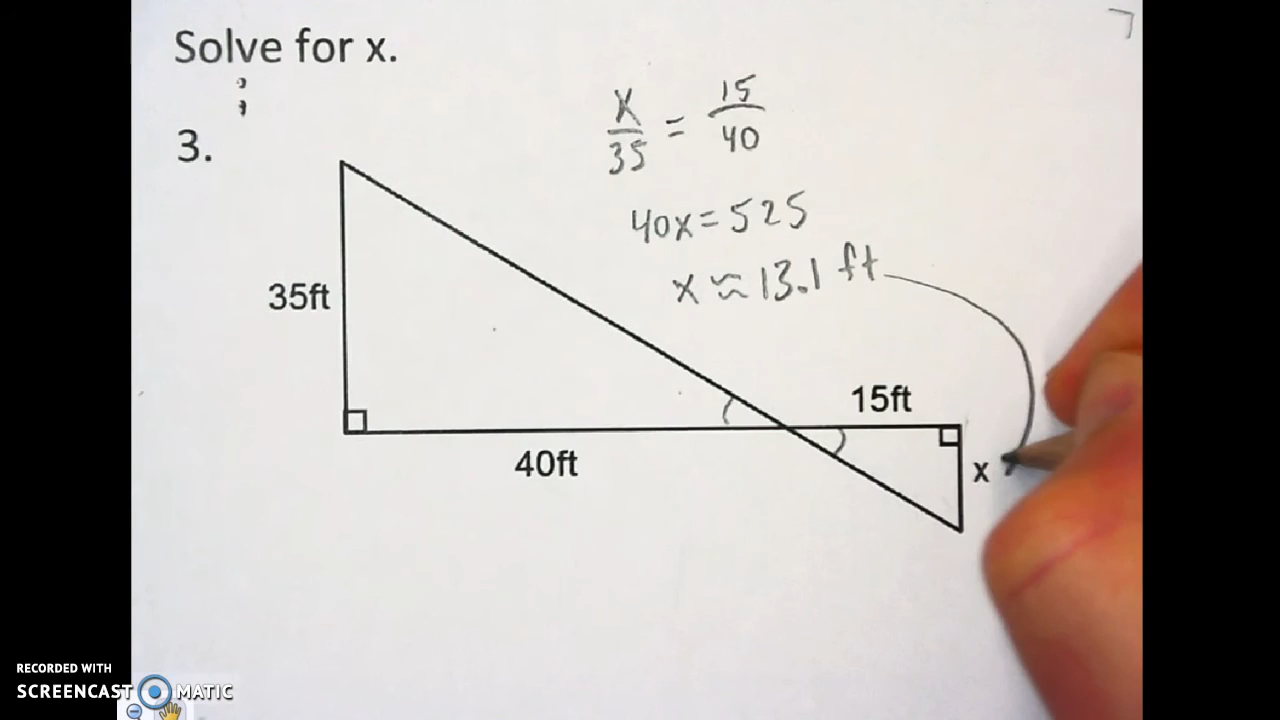 Solve for x.
3.
x/35 = 15/40
40x = 525
x ≈ 13.1 ft
35ft
15ft
40ft
x
RECORDED WITH
SCREENCAST MATIC